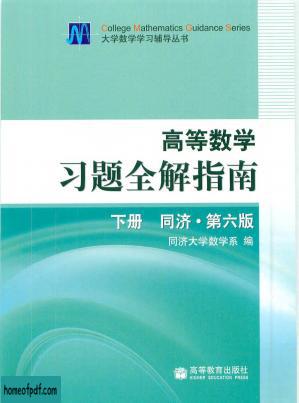 College Mathematics Guidance Series
大学数学学习辅导丛书
高等数学
习题全解指南
下册 同济·第六版
同济大学数学系 编
高等教育出版社
HIGHER EDUCATION PRESS
homeofpdf.com